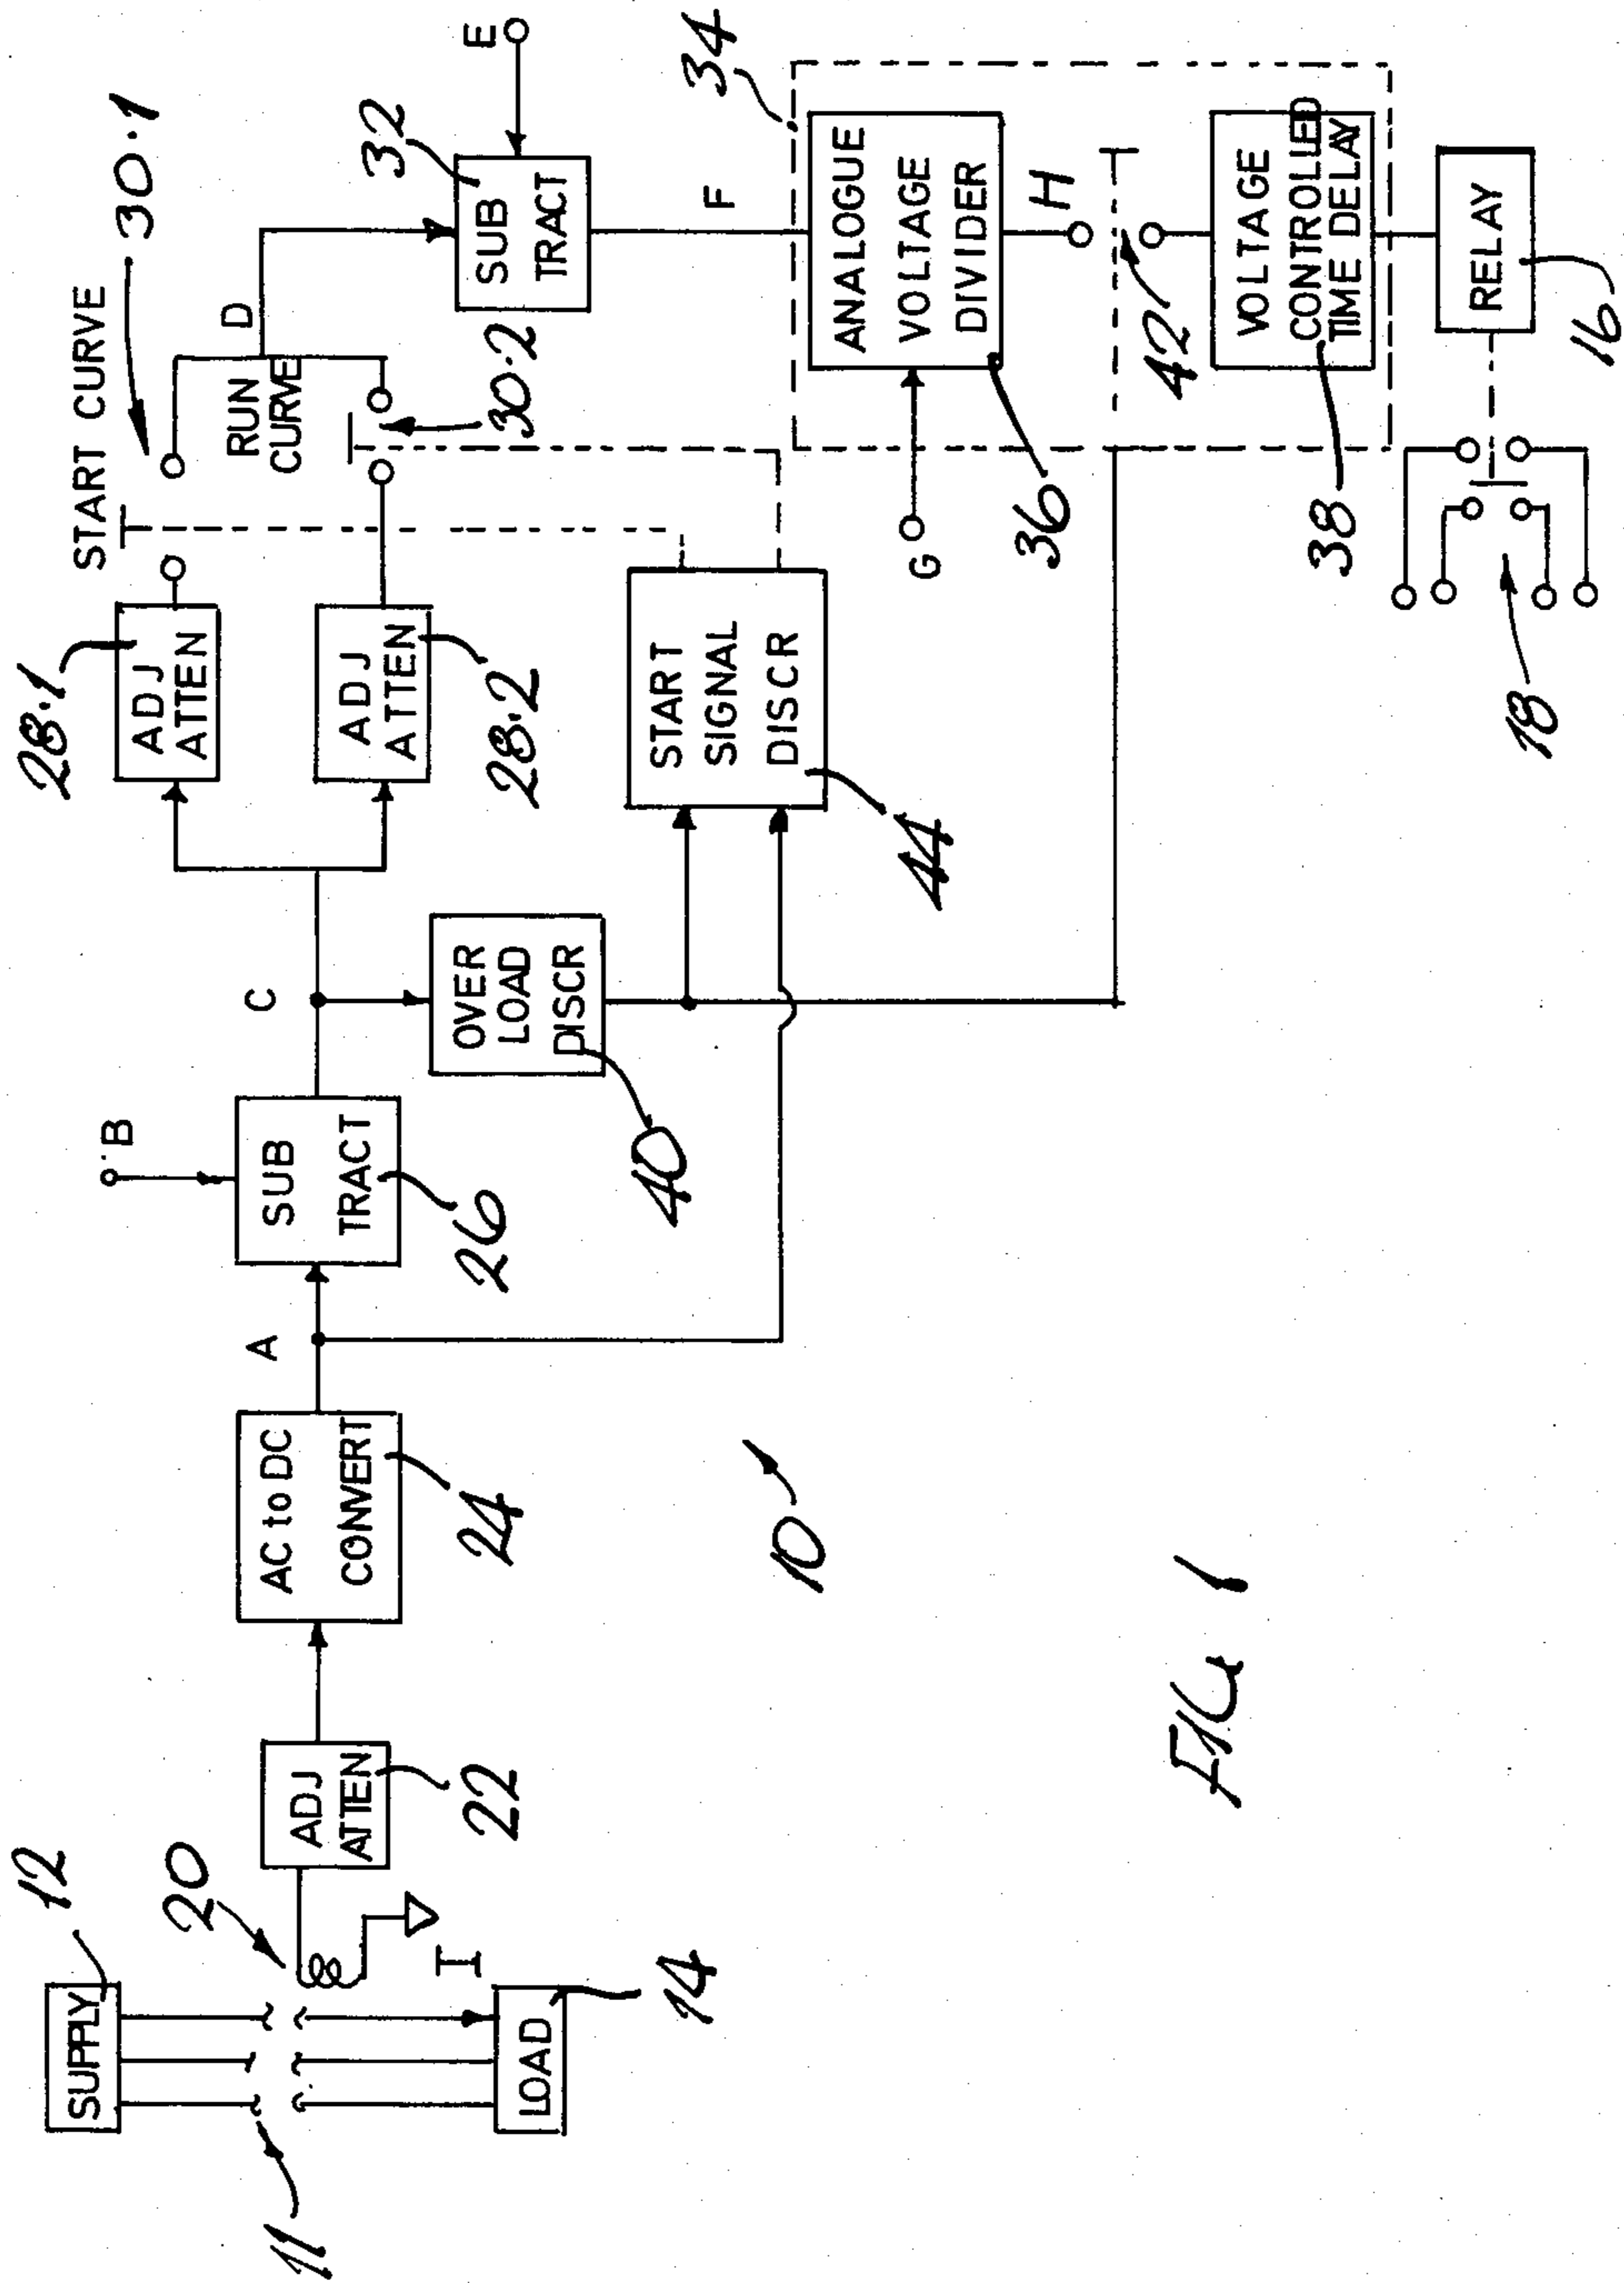 SUPPLY
12
11
LOAD
14
I
20
ADJ
ATTEN
22
AC to DC
CONVERT
24
A
B
SUB
TRACT
26
C
OVER
LOAD
DISCR
40
28·1
ADJ
ATTEN
ADJ
ATTEN
28·2
START CURVE
30·1
RUN
CURVE
30·2
D
E
32
SUB
TRACT
F
START
SIGNAL
DISCR
44
34
ANALOGUE
VOLTAGE
DIVIDER
G
36
H
42
VOLTAGE
CONTROLLED
TIME DELAY
38
RELAY
16
18
10
FIG 1